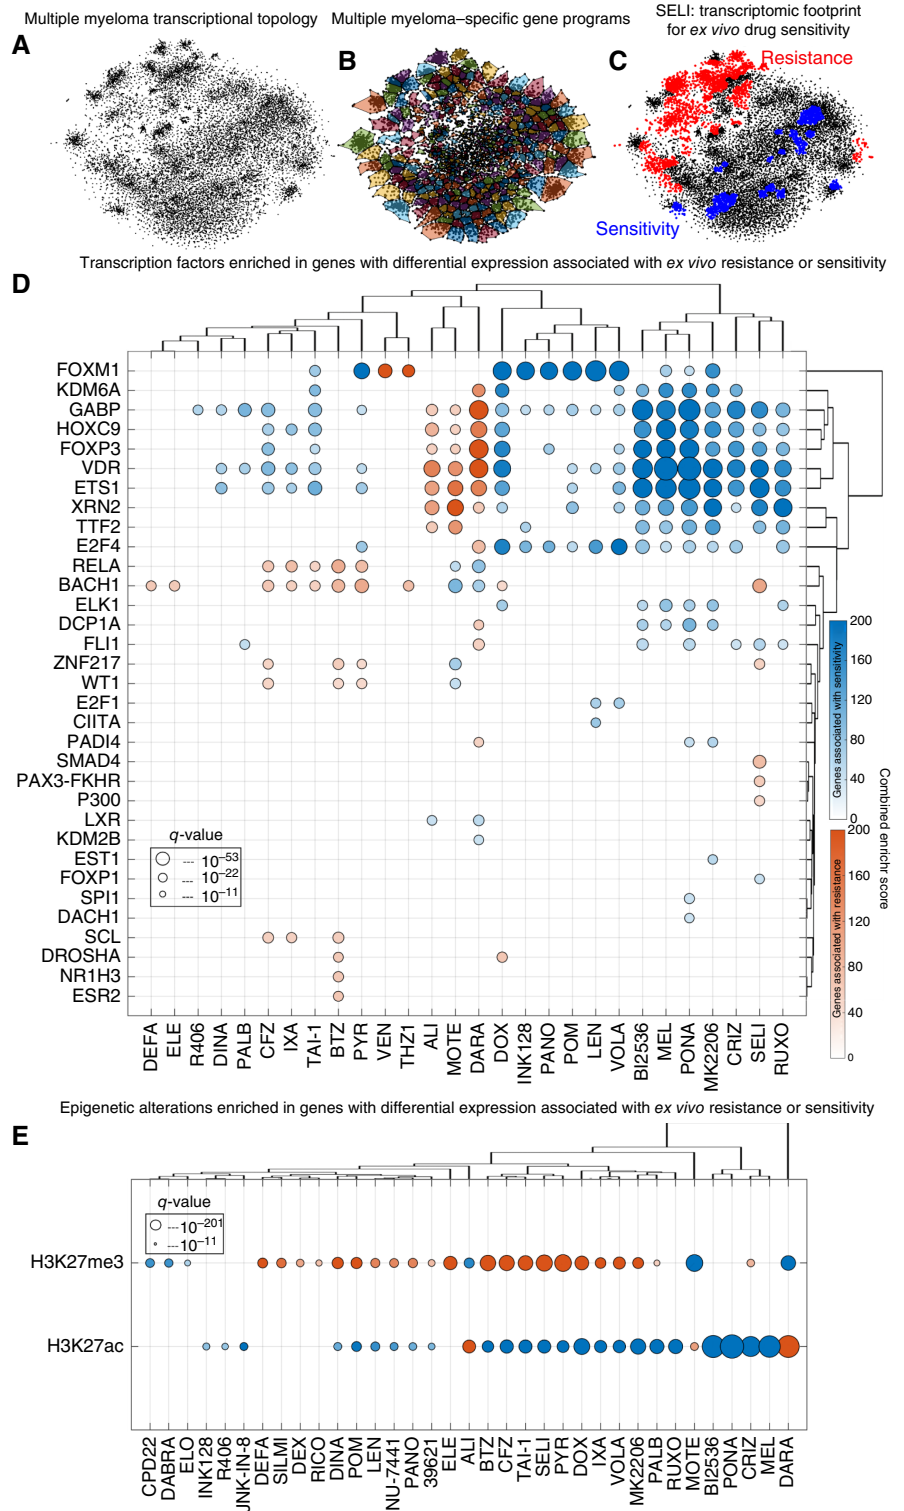 Multiple myeloma transcriptional topology
Multiple myeloma–specific gene programs
SELI: transcriptomic footprint
for ex vivo drug sensitivity
A
B
C
Resistance
Sensitivity
Transcription factors enriched in genes with differential expression associated with ex vivo resistance or sensitivity
D
FOXM1
KDM6A
GABP
HOXC9
FOXP3
VDR
ETS1
XRN2
TTF2
E2F4
RELA
BACH1
ELK1
DCP1A
FLI1
ZNF217
WT1
E2F1
CIITA
PADI4
SMAD4
PAX3-FKHR
P300
LXR
KDM2B
EST1
FOXP1
SPI1
DACH1
SCL
DROSHA
NR1H3
ESR2
q-value
--- 10–53
--- 10–22
--- 10–11
200
160
120
80
40
0
Genes associated with sensitivity
200
160
120
80
40
0
Genes associated with resistance
Combined enrichr score
DEFA
ELE
R406
DINA
PALB
CFZ
IXA
TAI-1
BTZ
PYR
VEN
THZ1
ALI
MOTE
DARA
DOX
INK128
PANO
POM
LEN
VOLA
BI2536
MEL
PONA
MK2206
CRIZ
SELI
RUXO
Epigenetic alterations enriched in genes with differential expression associated with ex vivo resistance or sensitivity
E
q-value
---10–201
---10–11
H3K27me3
H3K27ac
CPD22
DABRA
ELO
INK128
R406
JNK-IN-8
DEFA
SILMI
DEX
RICO
DINA
POM
LEN
NU-7441
PANO
39621
ELE
ALI
BTZ
CFZ
TAI-1
SELI
PYR
DOX
IXA
VOLA
MK2206
PALB
RUXO
MOTE
BI2536
PONA
CRIZ
MEL
DARA